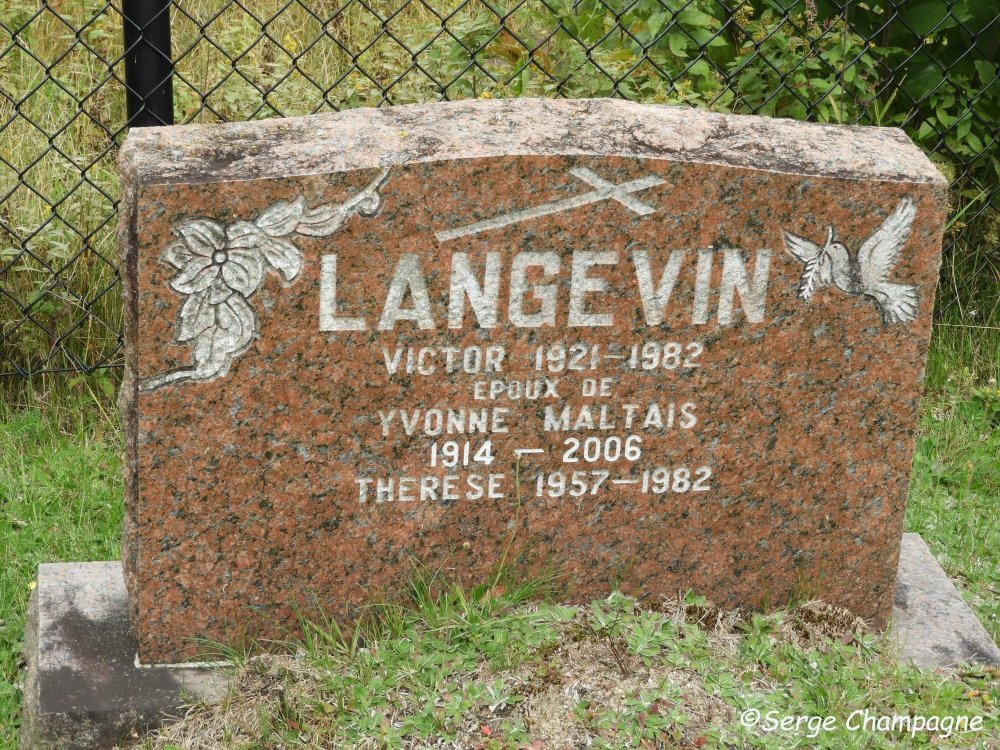 LANGEVIN
VICTOR 1921-1982
EPOUX DE
YVONNE MALTAIS
1914 — 2006
THERESE 1957-1982
©Serge Champagne